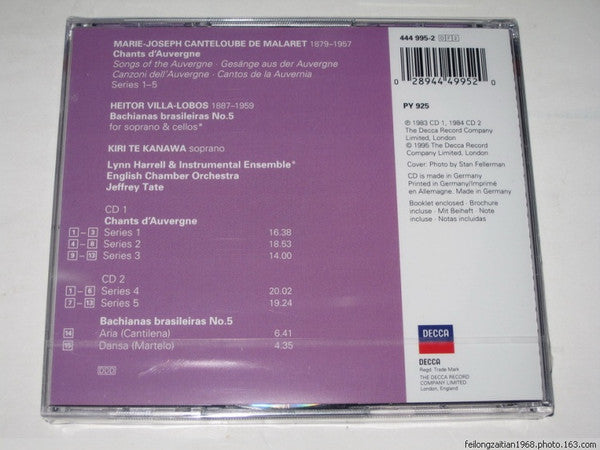 MARIE-JOSEPH CANTELOUBE DE MALARET 1879–1957
Chants d'Auvergne
Songs of the Auvergne · Gesänge aus der Auvergne
Canzoni dell'Auvergne · Cantos de la Auvernia
Series 1–5
HEITOR VILLA-LOBOS 1887–1959
Bachianas brasileiras No.5
for soprano & cellos*
KIRI TE KANAWA soprano
Lynn Harrell & Instrumental Ensemble*
English Chamber Orchestra
Jeffrey Tate
CD 1
Chants d'Auvergne
1 – 3 Series 1 16.38
4 – 8 Series 2 18.53
9 – 13 Series 3 14.00
CD 2
1 – 6 Series 4 20.02
7 – 13 Series 5 19.24
Bachianas brasileiras No.5
14 Aria (Cantilena) 6.41
15 Dansa (Martelo) 4.35
DDD
444 995-2
0 28944 49952 0
PY 925
℗ 1983 CD 1, 1984 CD 2
The Decca Record Company
Limited, London
© 1995 The Decca Record
Company Limited, London
Cover: Photo by Stan Fellerman
CD is made in Germany
Printed in Germany/Imprimé
en Allemagne. Made in Germany
Booklet enclosed · Brochure
incluse · Mit Beiheft · Note
incluse · Notas incluidas
DECCA
DECCA
Regd. Trade Mark
THE DECCA RECORD
COMPANY LIMITED
London, England
feilongzaitian1968.photo.163.com